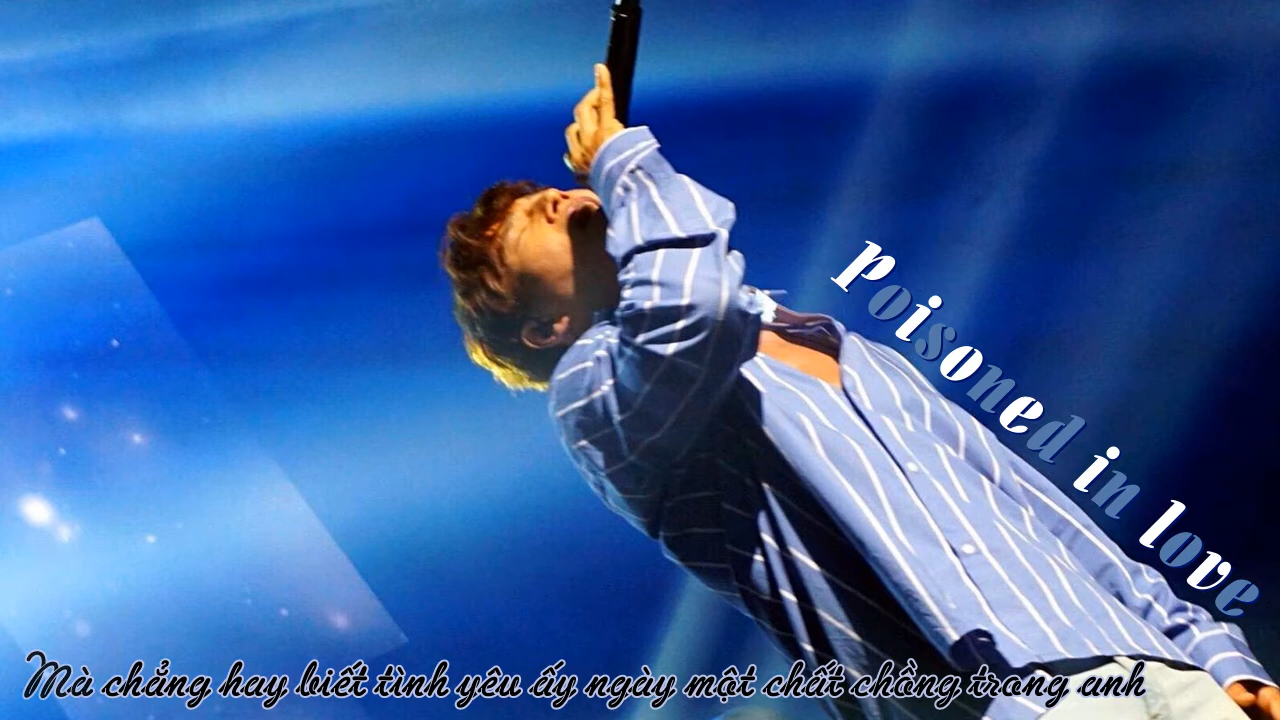 poisoned in love
Mà chẳng hay biết tình yêu ấy ngày một chất chồng trong anh